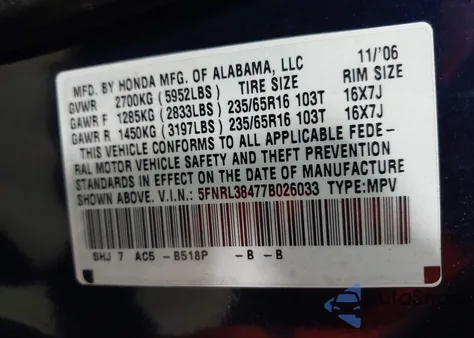 MFD. BY HONDA MFG. OF ALABAMA, LLC 11/'06
GVWR 2700KG (5952LBS) TIRE SIZE RIM SIZE
GAWR F 1285KG (2833LBS) 235/65R16 103T 16X7J
GAWR R 1450KG (3197LBS) 235/65R16 103T 16X7J
THIS VEHICLE CONFORMS TO ALL APPLICABLE FEDE-
RAL MOTOR VEHICLE SAFETY AND THEFT PREVENTION
STANDARDS IN EFFECT ON THE DATE OF MANUFACTURE
SHOWN ABOVE. V.I.N.: 5FNRL38477B026033 TYPE:MPV
SHJ 7 AC5 -B518P -B -B